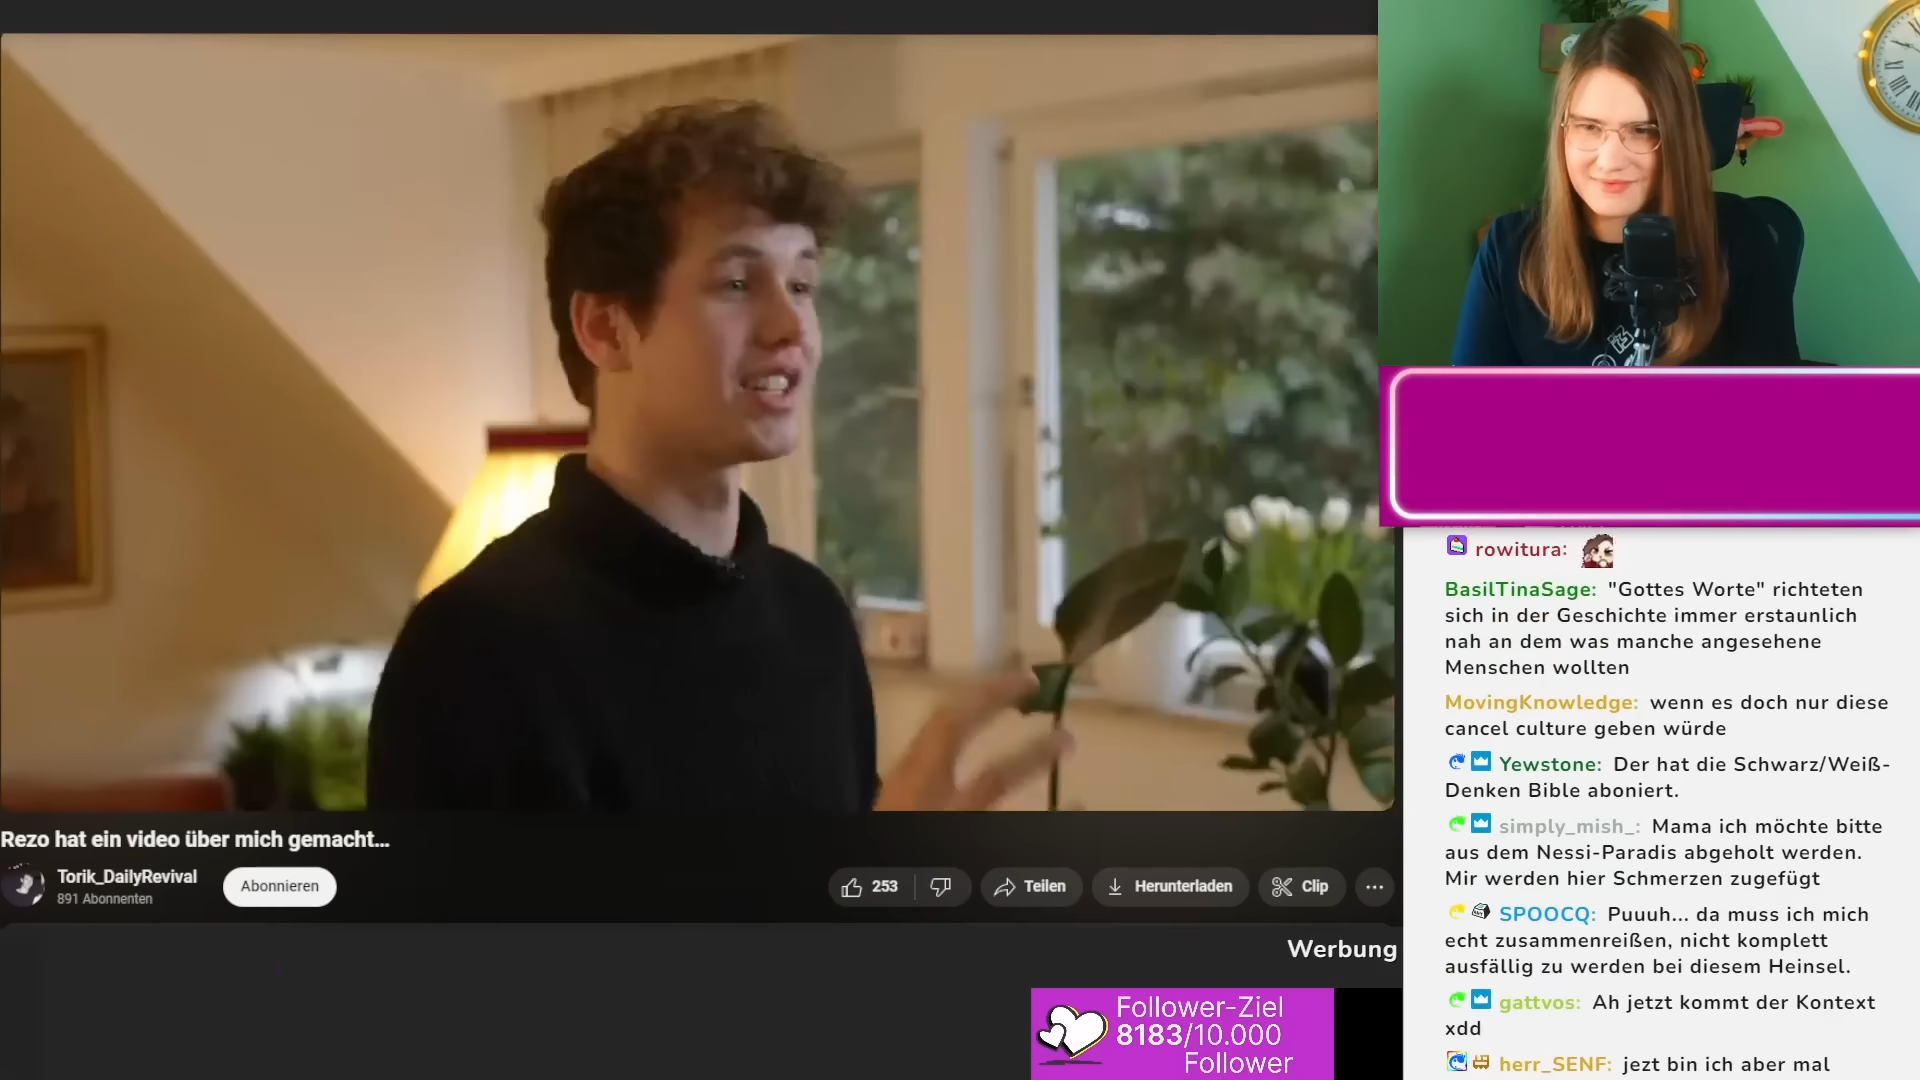 Rezo hat ein video über mich gemacht...
Torik_DailyRevival
891 Abonnenten
Abonnieren
253
Teilen
Herunterladen
Clip
Werbung
Follower-Ziel
8183/10.000
Follower
rowitura:
BasilTinaSage: "Gottes Worte" richteten
sich in der Geschichte immer erstaunlich
nah an dem was manche angesehene
Menschen wollten
MovingKnowledge: wenn es doch nur diese
cancel culture geben würde
Yewstone: Der hat die Schwarz/Weiß-
Denken Bible aboniert.
simply_mish_: Mama ich möchte bitte
aus dem Nessi-Paradis abgeholt werden.
Mir werden hier Schmerzen zugefügt
SPOOCQ: Puuuh... da muss ich mich
echt zusammenreißen, nicht komplett
ausfällig zu werden bei diesem Heinsel.
gattvos: Ah jetzt kommt der Kontext
xdd
herr_SENF: jezt bin ich aber mal